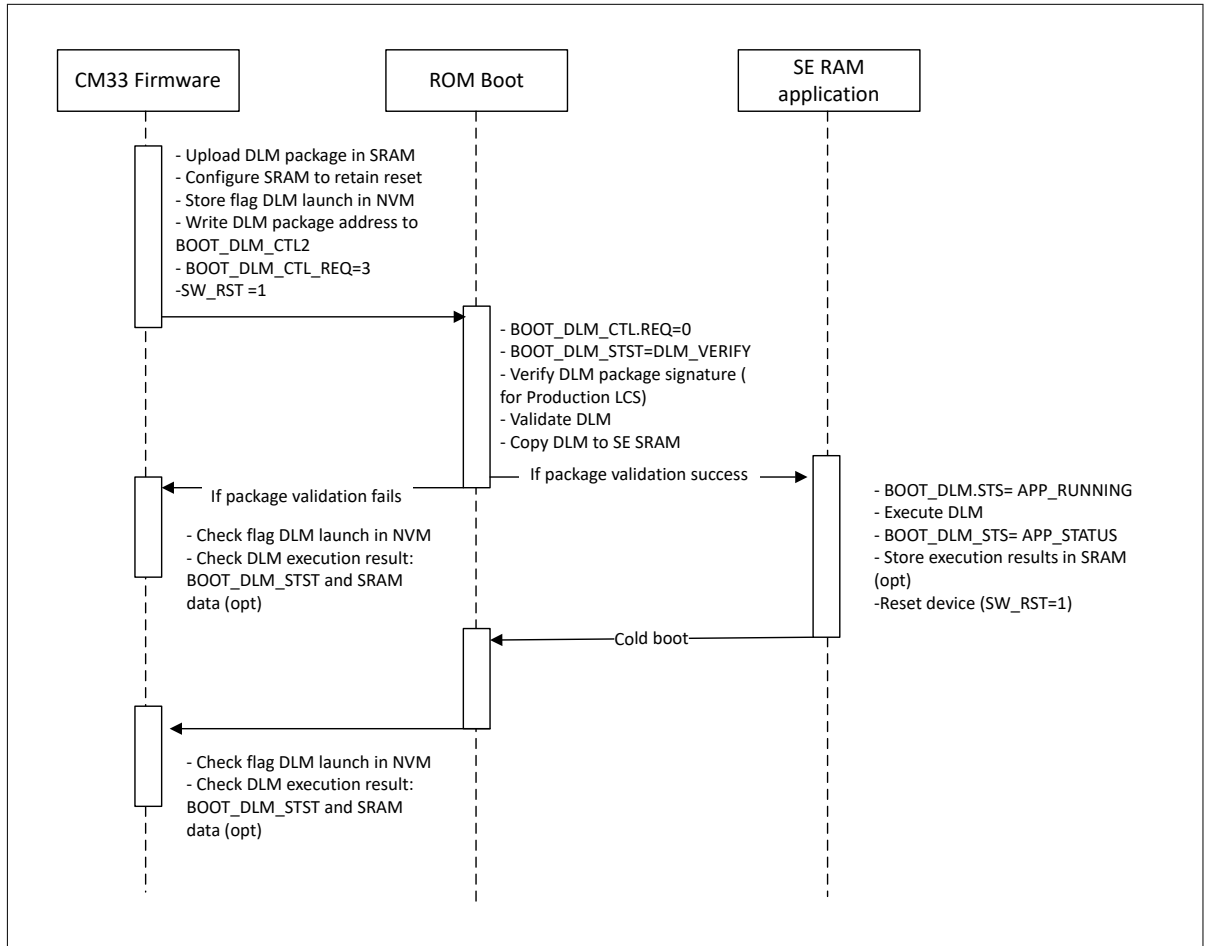 CM33 Firmware
ROM Boot
SE RAM
application
- Upload DLM package in SRAM
- Configure SRAM to retain reset
- Store flag DLM launch in NVM
- Write DLM package address to
BOOT_DLM_CTL2
- BOOT_DLM_CTL_REQ=3
-SW_RST =1
- BOOT_DLM_CTL.REQ=0
- BOOT_DLM_STST=DLM_VERIFY
- Verify DLM package signature (
for Production LCS)
- Validate DLM
- Copy DLM to SE SRAM
If package validation success
If package validation fails
- BOOT_DLM.STS= APP_RUNNING
- Execute DLM
- BOOT_DLM_STS= APP_STATUS
- Store execution results in SRAM
(opt)
-Reset device (SW_RST=1)
- Check flag DLM launch in NVM
- Check DLM execution result:
BOOT_DLM_STST and SRAM
data (opt)
Cold boot
- Check flag DLM launch in NVM
- Check DLM execution result:
BOOT_DLM_STST and SRAM
data (opt)